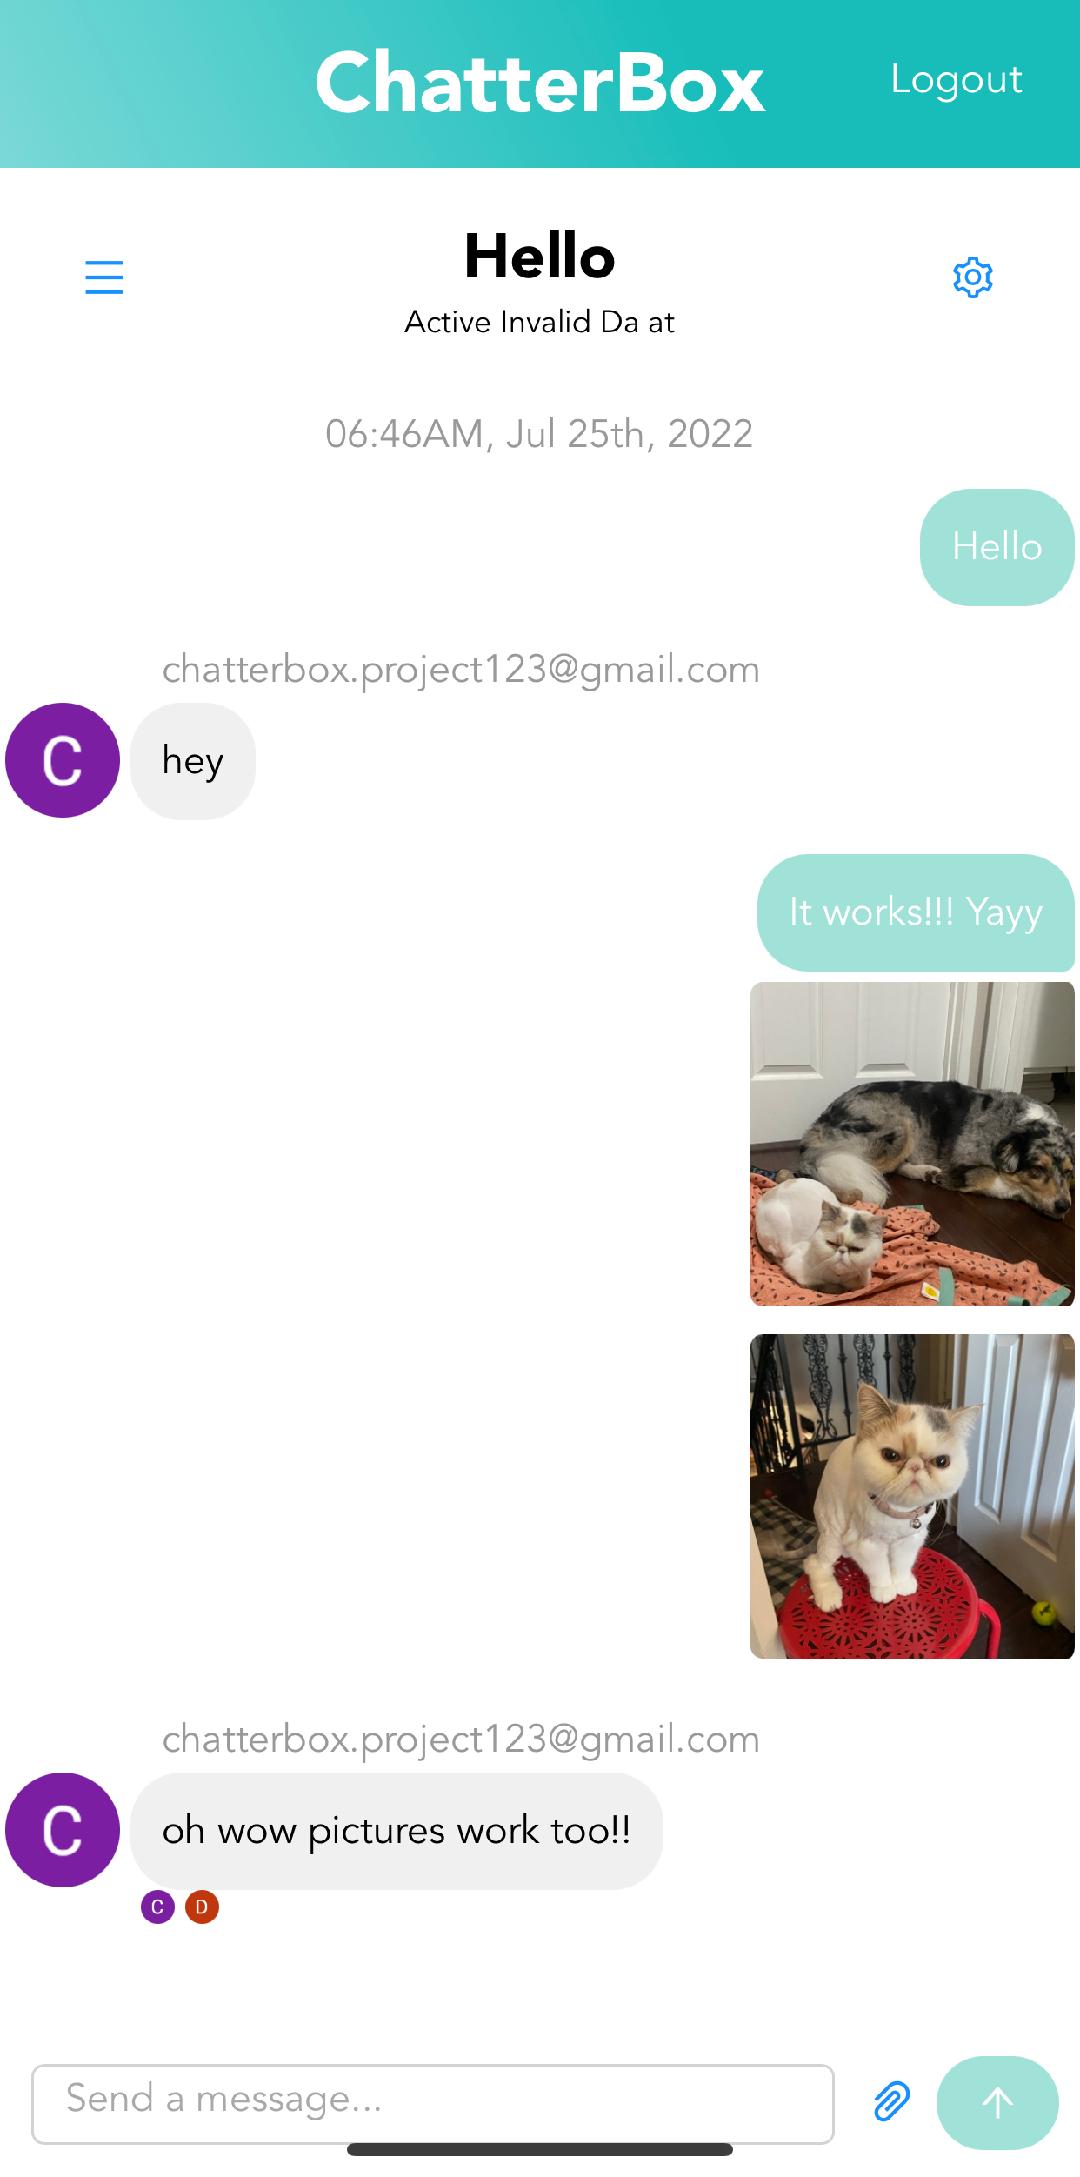 ChatterBox
Logout
Hello
Active Invalid Da at
06:46AM, Jul 25th, 2022
Hello
chatterbox.project123@gmail.com
C
hey
It works!!! Yayy
chatterbox.project123@gmail.com
C
oh wow pictures work too!!
C D
Send a message...